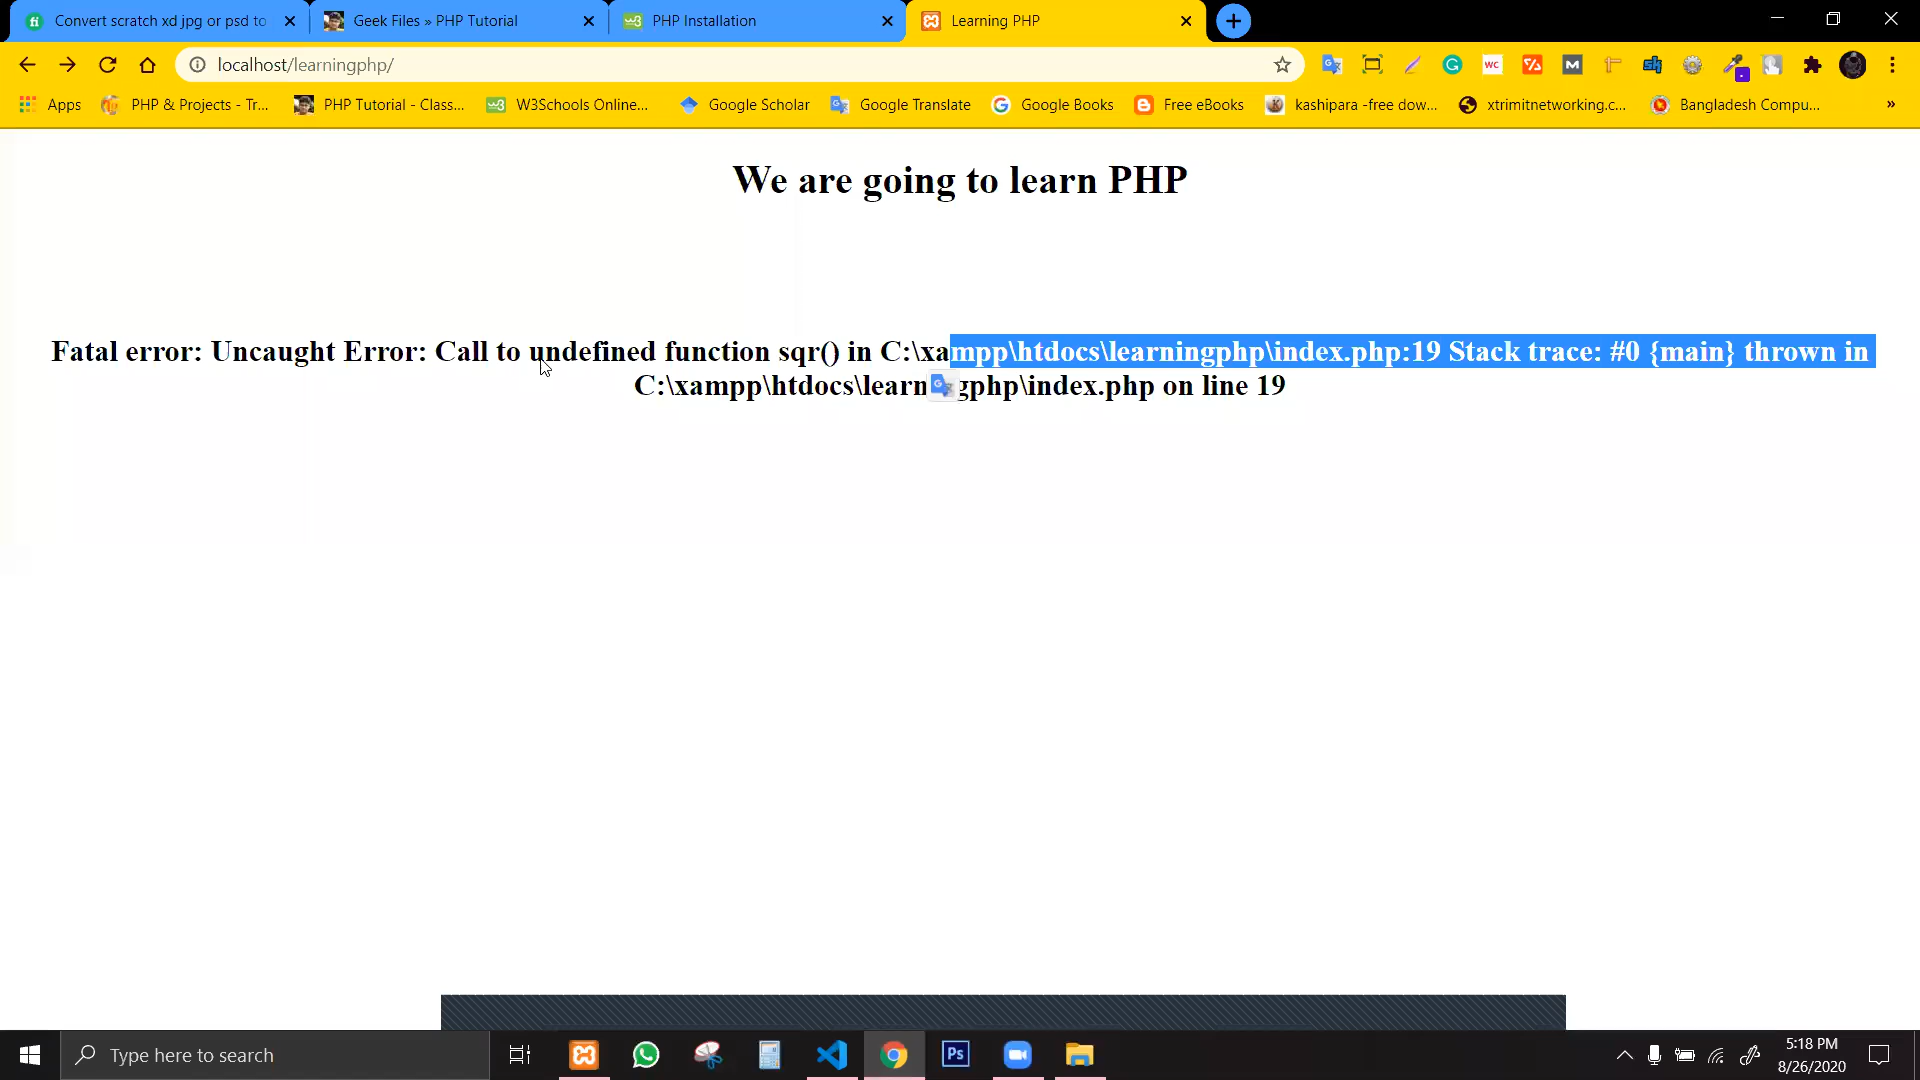 Convert scratch xd jpg or psd to
Geek Files » PHP Tutorial
PHP Installation
Learning PHP
localhost/learningphp/
Apps
PHP & Projects - Tr...
PHP Tutorial - Class...
W3Schools Online...
Google Scholar
Google Translate
Google Books
Free eBooks
kashipara -free dow...
xtrimitnetworking.c...
Bangladesh Compu...
»
We are going to learn PHP
Fatal error: Uncaught Error: Call to undefined function sqr() in C:\xampp\htdocs\learningphp\index.php:19 Stack trace: #0 {main} thrown in
C:\xampp\htdocs\learningphp\index.php on line 19
Type here to search
Ps
5:18 PM
8/26/2020